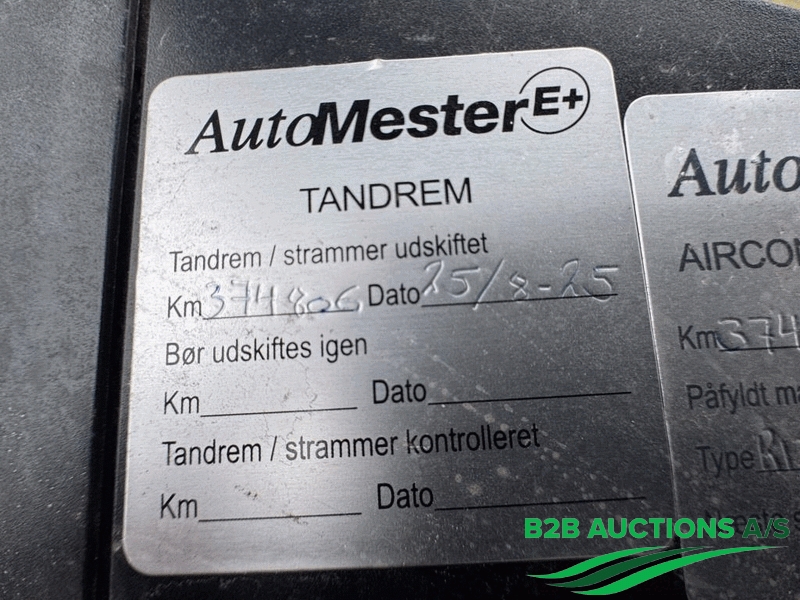 AutoMester E+
TANDREM
Tandrem / strammer udskiftet
Km 374806 Dato 25/8-25
Bør udskiftes igen
Km Dato
Tandrem / strammer kontrolleret
Km Dato
Auto
AIRCON
Km 374
Påfyldt
Type
B2B AUCTIONS A/S